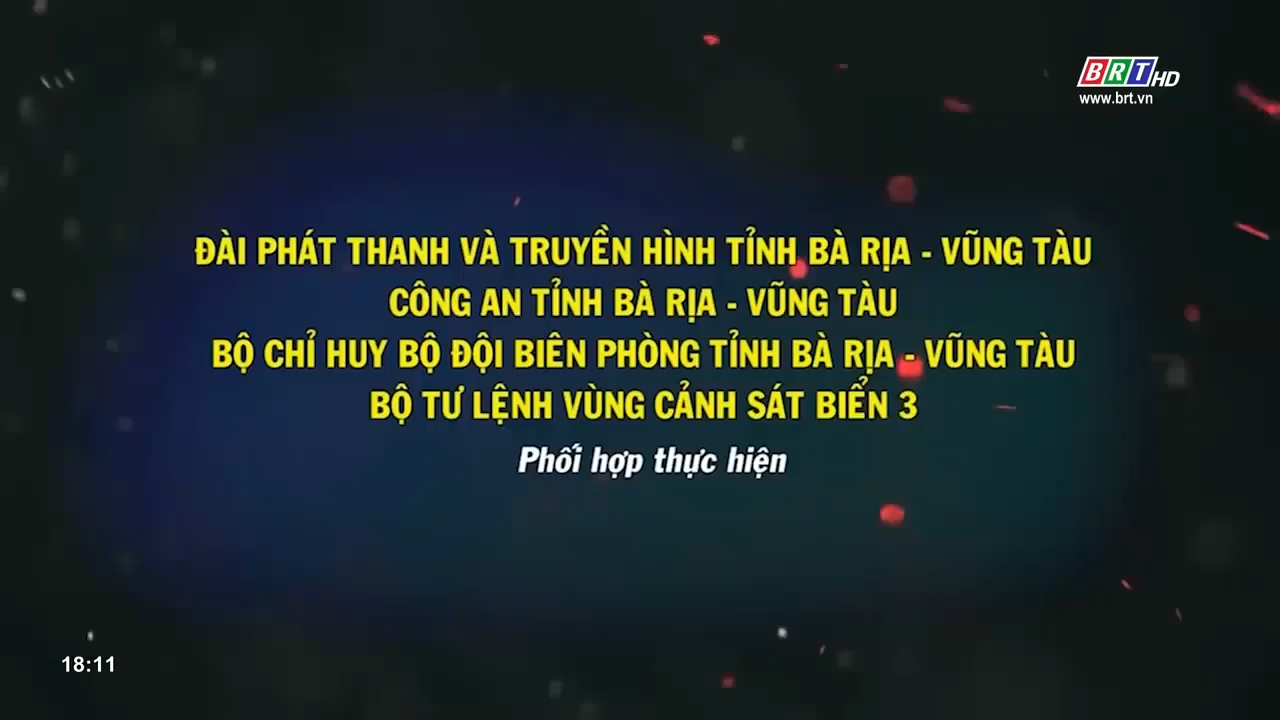 BRT HD
www.brt.vn
ĐÀI PHÁT THANH VÀ TRUYỀN HÌNH TỈNH BÀ RỊA - VŨNG TÀU
CÔNG AN TỈNH BÀ RỊA - VŨNG TÀU
BỘ CHỈ HUY BỘ ĐỘI BIÊN PHÒNG TỈNH BÀ RỊA - VŨNG TÀU
BỘ TƯ LỆNH VÙNG CẢNH SÁT BIỂN 3
Phối hợp thực hiện
18:11